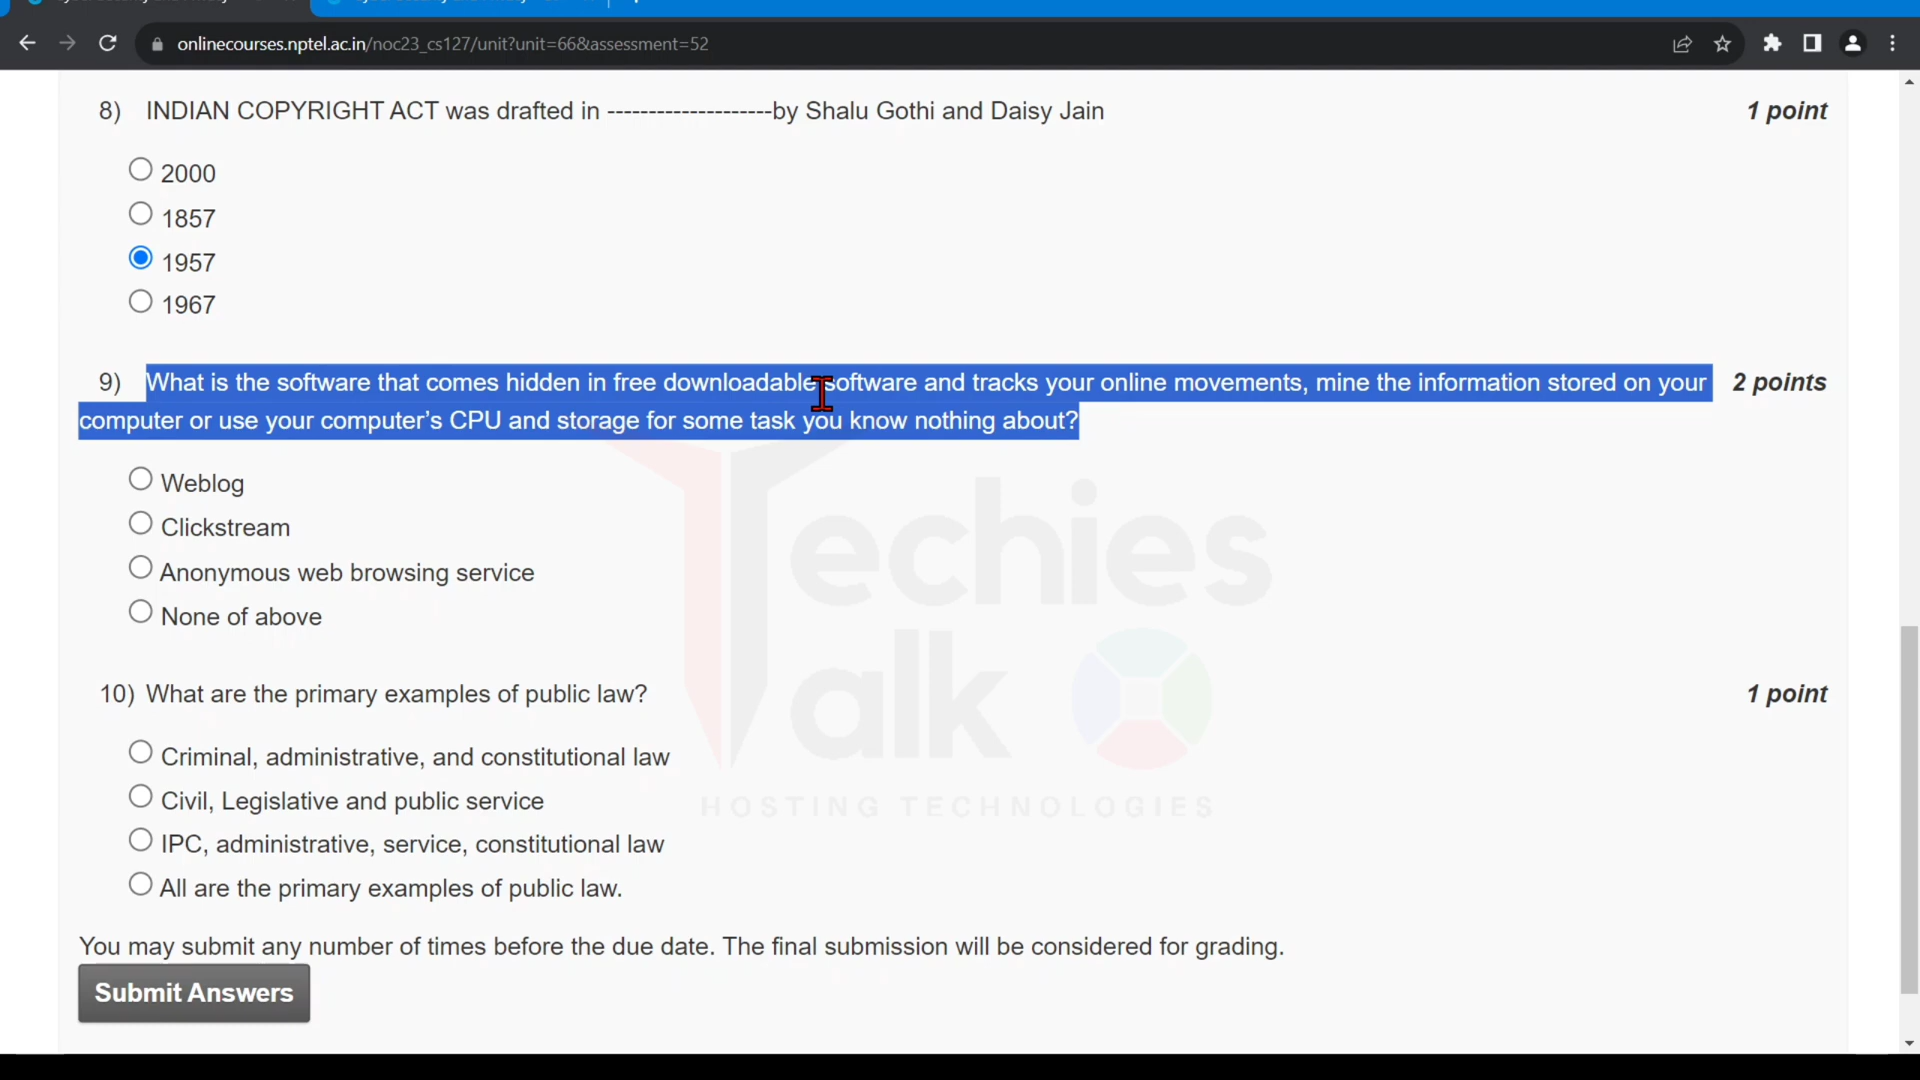 onlinecourses.nptel.ac.in/noc23_cs127/unit?unit=66&assessment=52
8) INDIAN COPYRIGHT ACT was drafted in --------------------by Shalu Gothi and Daisy Jain 1 point
2000
1857
1957
1967
9) What is the software that comes hidden in free downloadable software and tracks your online movements, mine the information stored on your 2 points
computer or use your computer’s CPU and storage for some task you know nothing about?
Weblog
Clickstream
Anonymous web browsing service
None of above
10) What are the primary examples of public law? 1 point
Criminal, administrative, and constitutional law
Civil, Legislative and public service
IPC, administrative, service, constitutional law
All are the primary examples of public law.
You may submit any number of times before the due date. The final submission will be considered for grading.
Submit Answers
Techies
Talk
HOSTING TECHNOLOGIES